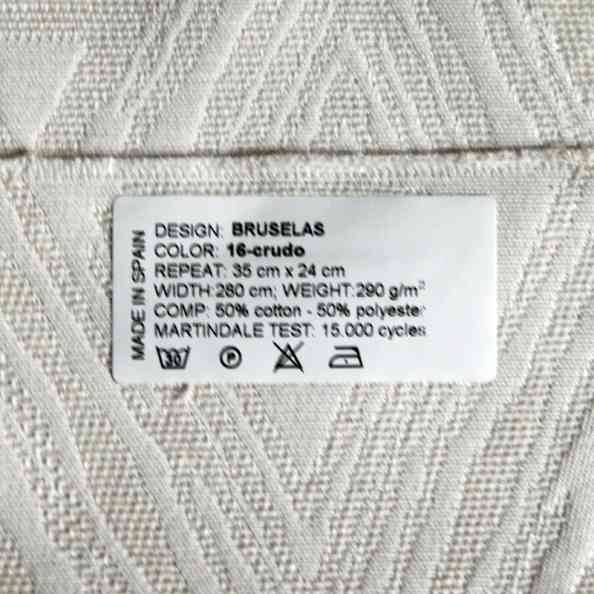 MADE IN SPAIN
DESIGN: BRUSELAS
COLOR: 16-crudo
REPEAT: 35 cm x 24 cm
WIDTH:280 cm; WEIGHT:290 g/m²
COMP: 50% cotton - 50% polyester
MARTINDALE TEST: 15.000 cycles
30 P